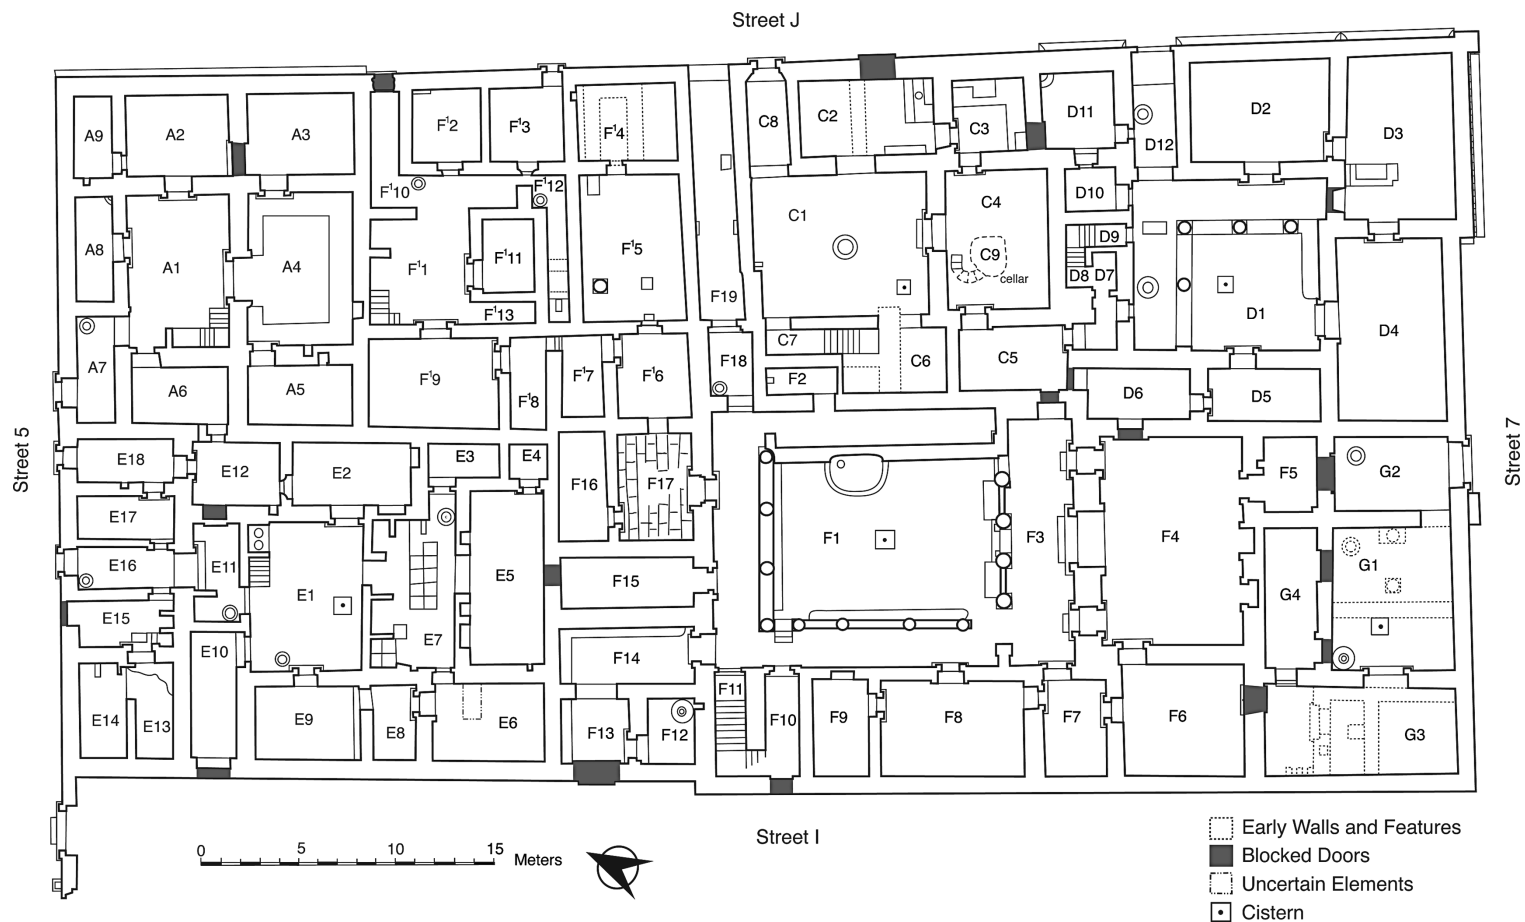 Street J
A9
A2
A3
F¹2
F¹3
F¹4
C8
C2
C3
D11
D12
D2
D3
F¹10
F¹12
D10
C1
C4
A8
A1
A4
F¹1
F¹11
F¹5
F19
C9
cellar
D9
D8
D7
D1
D4
F¹13
A7
A6
A5
F¹9
F¹8
F¹7
F¹6
F18
C7
F2
C6
C5
D6
D5
Street 5
Street 7
E18
E12
E2
E3
E4
F16
F17
F5
G2
E17
E16
E11
E1
E5
F15
F1
F3
F4
G4
G1
E15
E10
E7
F14
E14
E13
E9
E8
E6
F13
F12
F11
F10
F9
F8
F7
F6
G3
Street I
0
5
10
15
Meters
Early Walls and Features
Blocked Doors
Uncertain Elements
Cistern